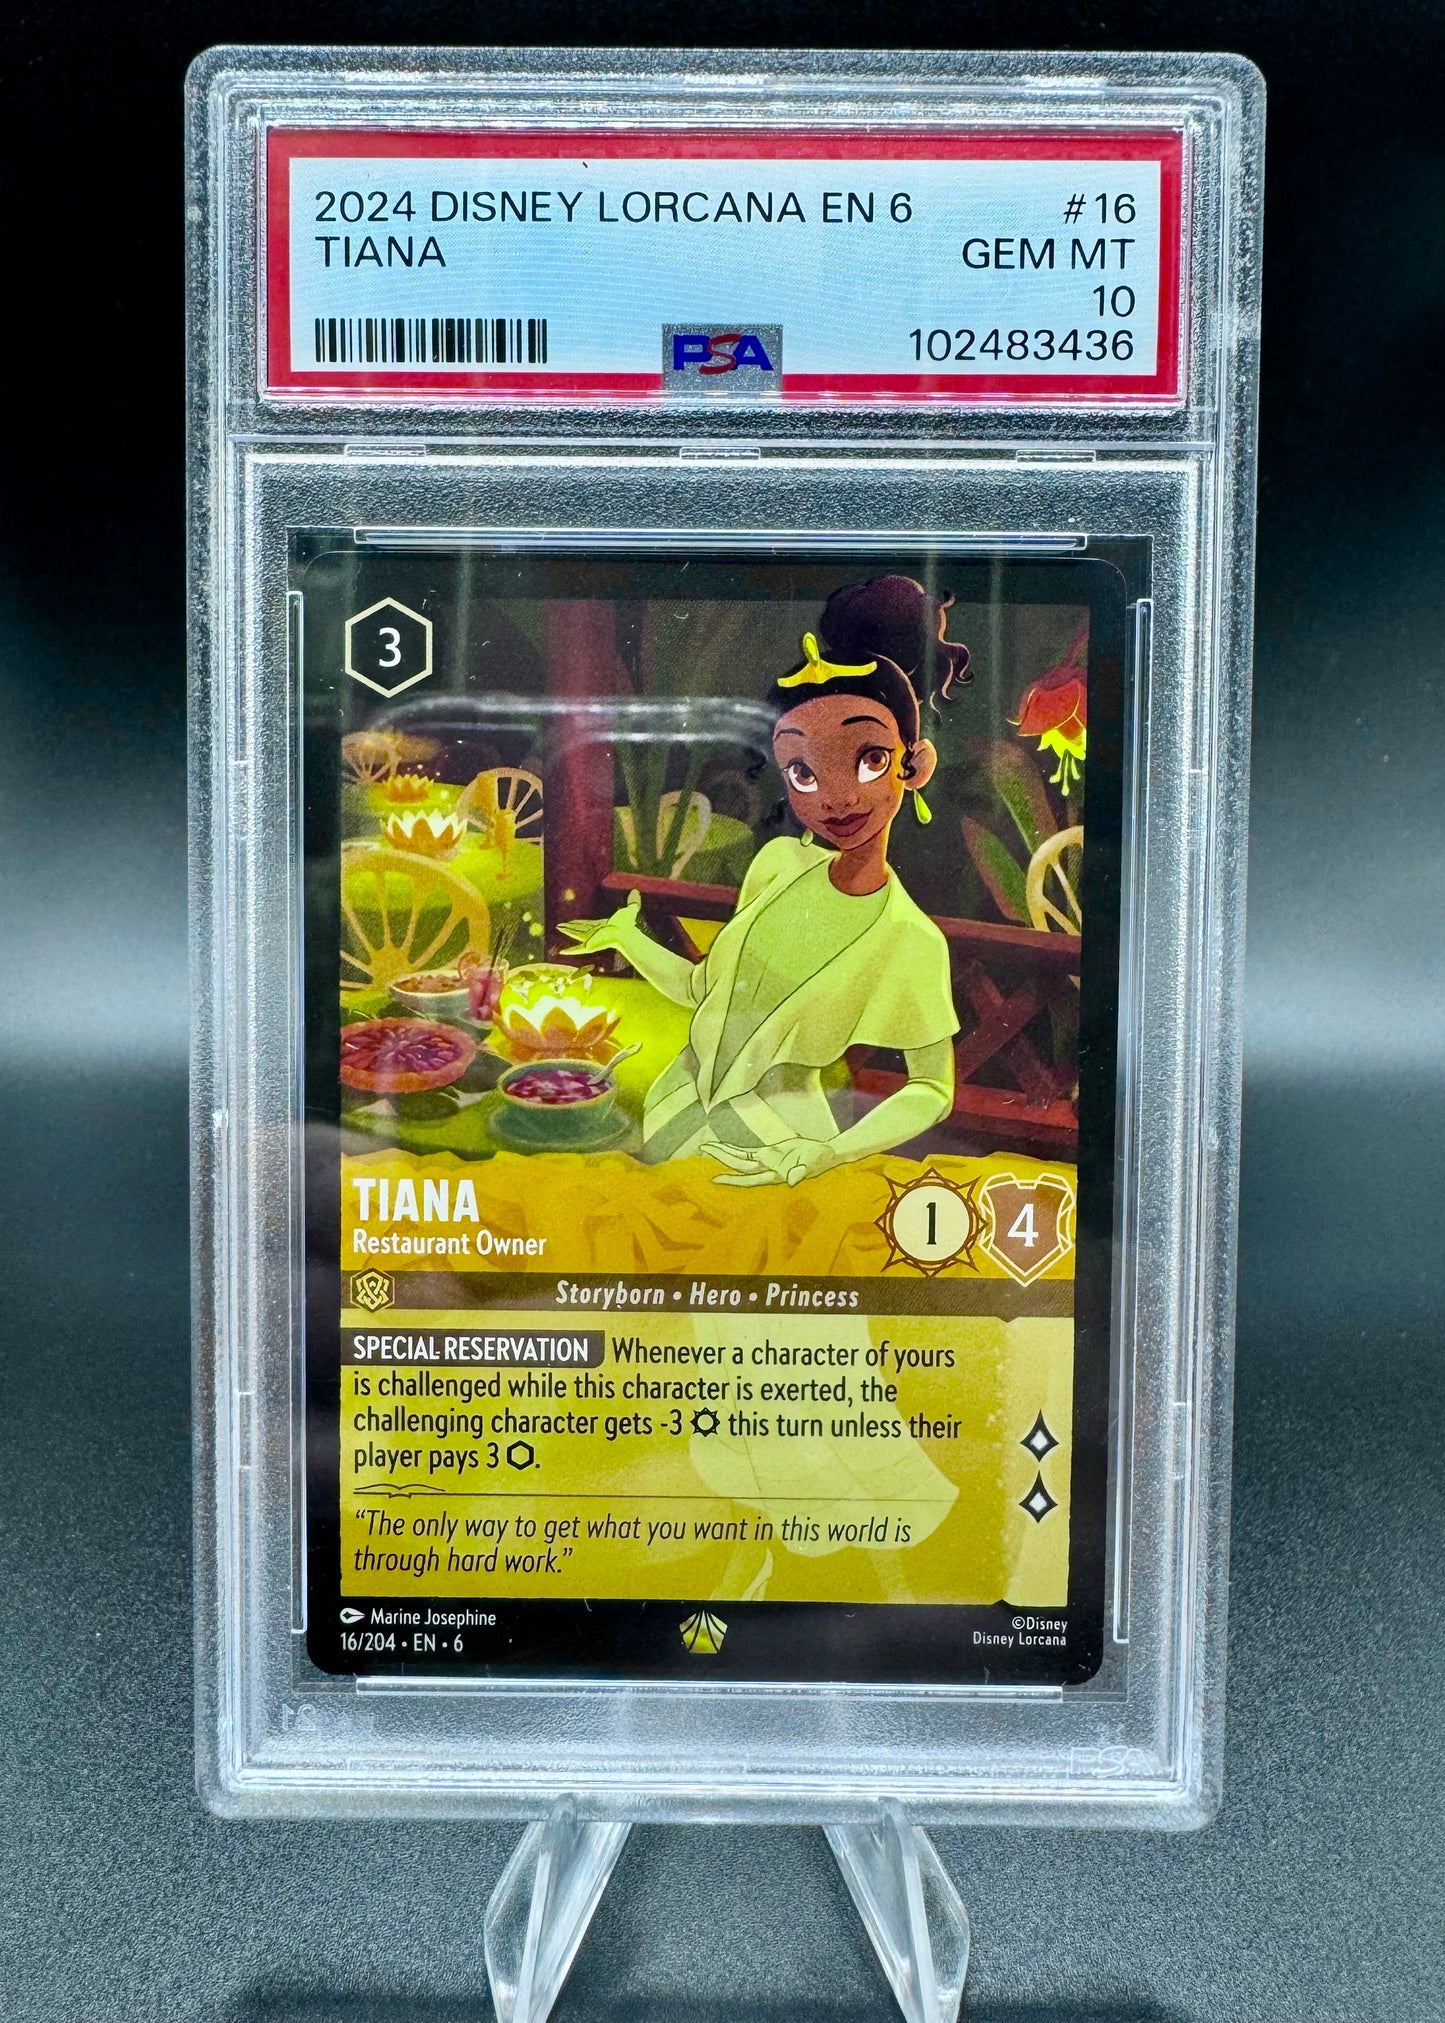 2024 DISNEY LORCANA EN 6 #16
TIANA GEM MT
10
PSA 102483436
3
TIANA
Restaurant Owner
1 4
Storyborn • Hero • Princess
SPECIAL RESERVATION Whenever a character of yours
is challenged while this character is exerted, the
challenging character gets -3 this turn unless their
player pays 3 .
“The only way to get what you want in this world is
through hard work.”
Marine Josephine ©Disney
16/204 • EN • 6 Disney Lorcana
PSA